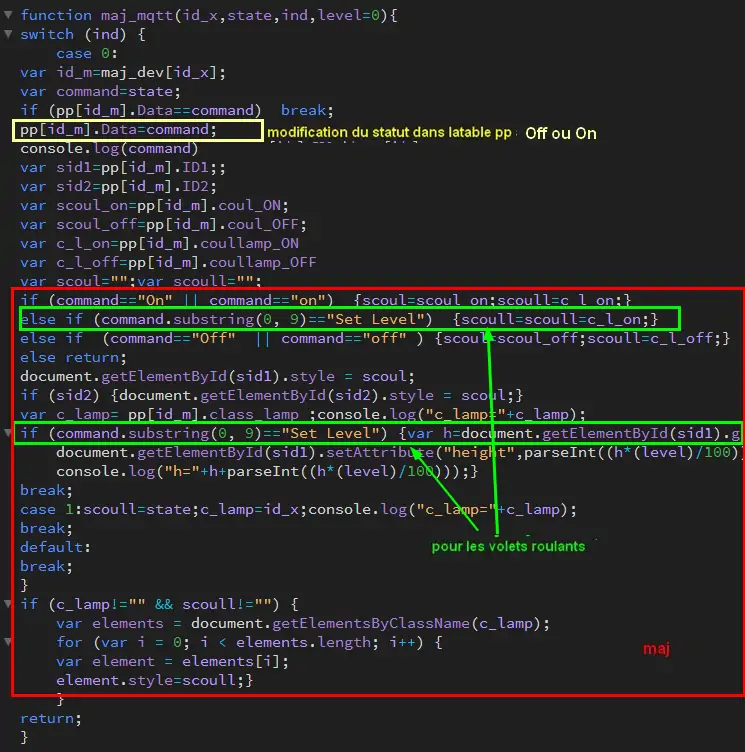 function maj_mqtt(id_x,state,ind,level=0){
switch (ind) {
case 0:
var id_m=maj_dev[id_x];
var command=state;
if (pp[id_m].Data==command)  break;
pp[id_m].Data=command; modification du statut dans latable pp Off ou On
console.log(command)
var sid1=pp[id_m].ID1;;
var sid2=pp[id_m].ID2;
var scoul_on=pp[id_m].coul_ON;
var scoul_off=pp[id_m].coul_OFF;
var c_l_on=pp[id_m].coullamp_ON
var c_l_off=pp[id_m].coullamp_OFF
var scoul="";var scoull="";
if (command=="On" || command=="on")  {scoul=scoul_on;scoull=c_l_on;}
else if (command.substring(0, 9)=="Set Level")  {scoull=scoull=c_l_on;}
else if  (command=="Off"  || command=="off" ) {scoul=scoul_off;scoull=c_l_off;}
else return;
document.getElementById(sid1).style = scoul;
if (sid2) {document.getElementById(sid2).style = scoul;}
var c_lamp= pp[id_m].class_lamp ;console.log("c_lamp="+c_lamp);
if (command.substring(0, 9)=="Set Level") {var h=document.getElementById(sid1).g
document.getElementById(sid1).setAttribute("height",parseInt((h*(level)/100))
console.log("h="+h+parseInt((h*(level)/100)));}
break;
case 1:scoull=state;c_lamp=id_x;console.log("c_lamp="+c_lamp);
break;
pour les volets roulants
default:
break;
}
if (c_lamp!="" && scoull!="") {
var elements = document.getElementsByClassName(c_lamp);
for (var i = 0; i < elements.length; i++) {
var element = elements[i];
maj
element.style=scoull;}
}
return;
}